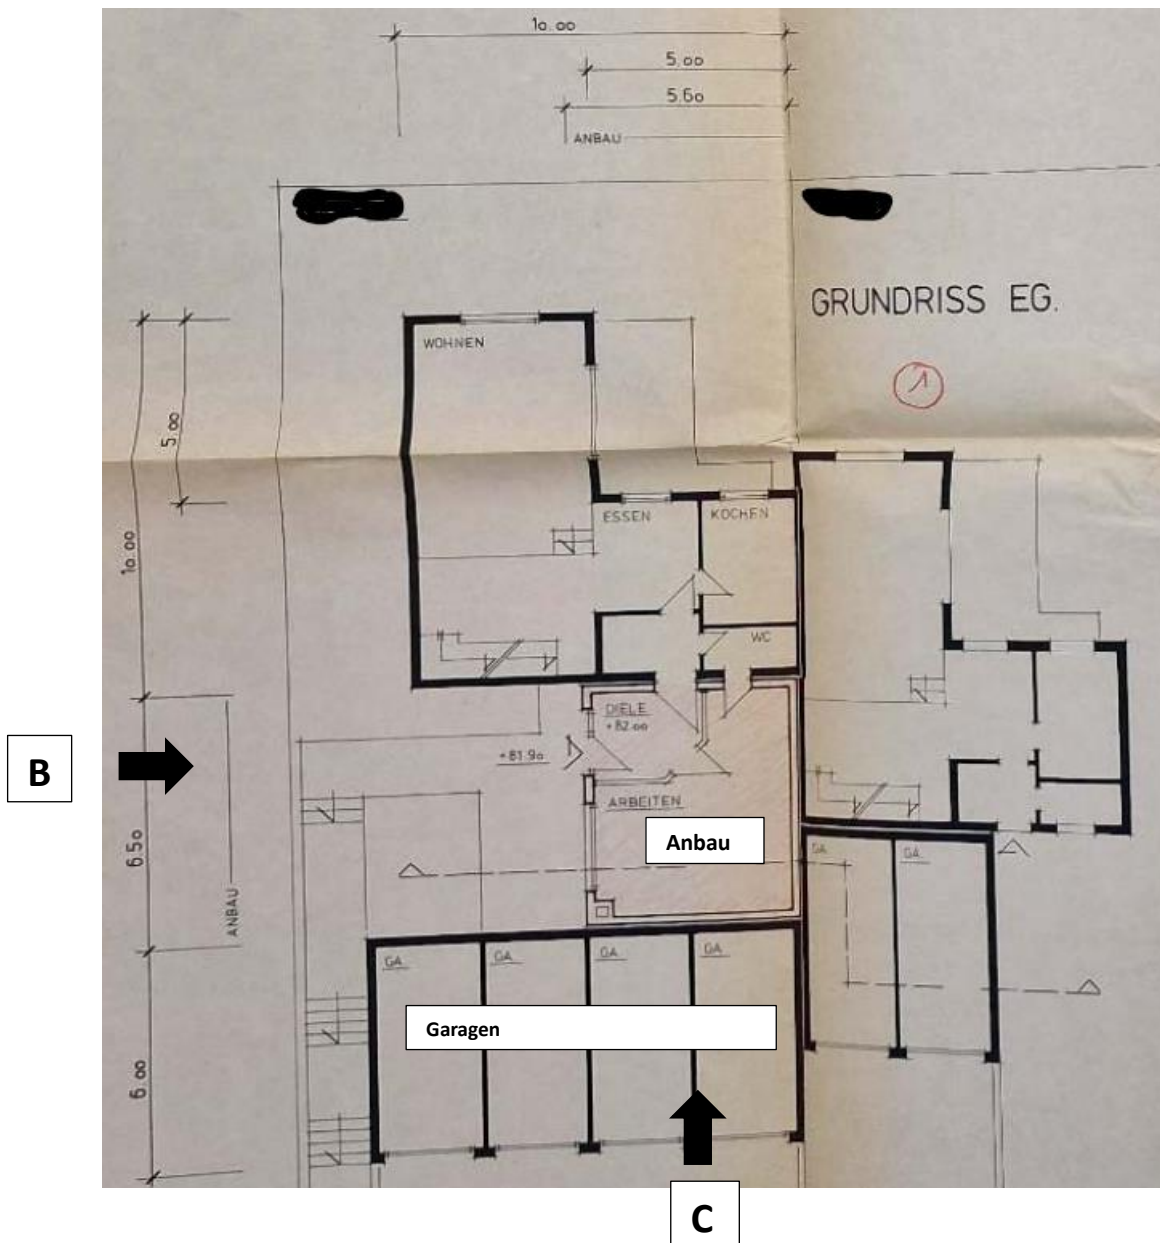 10.00
5.00
5.60
ANBAU
GRUNDRISS EG.
1
WOHNEN
5.00
ESSEN
KOCHEN
10.00
WC
DIELE
+82.00
+81.90
B
ARBEITEN
Anbau
6.50
ANBAU
GA.
GA.
GA
GA
GA
GA
Garagen
6.00
C